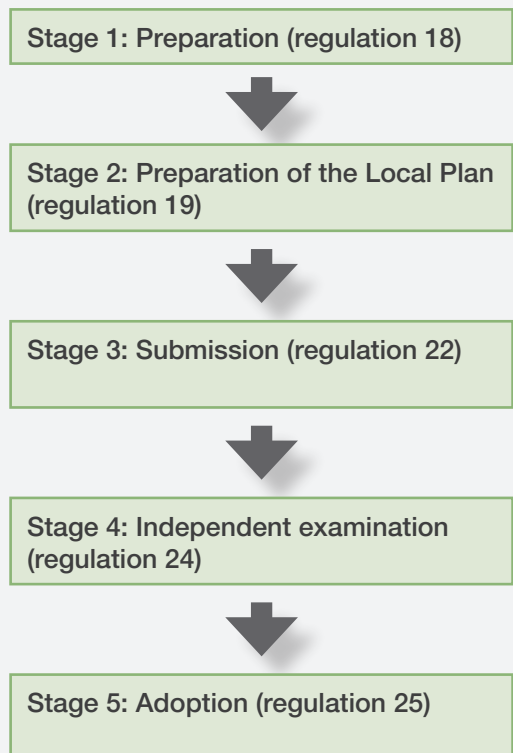 Stage 1: Preparation (regulation 18)
Stage 2: Preparation of the Local Plan
(regulation 19)
Stage 3: Submission (regulation 22)
Stage 4: Independent examination
(regulation 24)
Stage 5: Adoption (regulation 25)